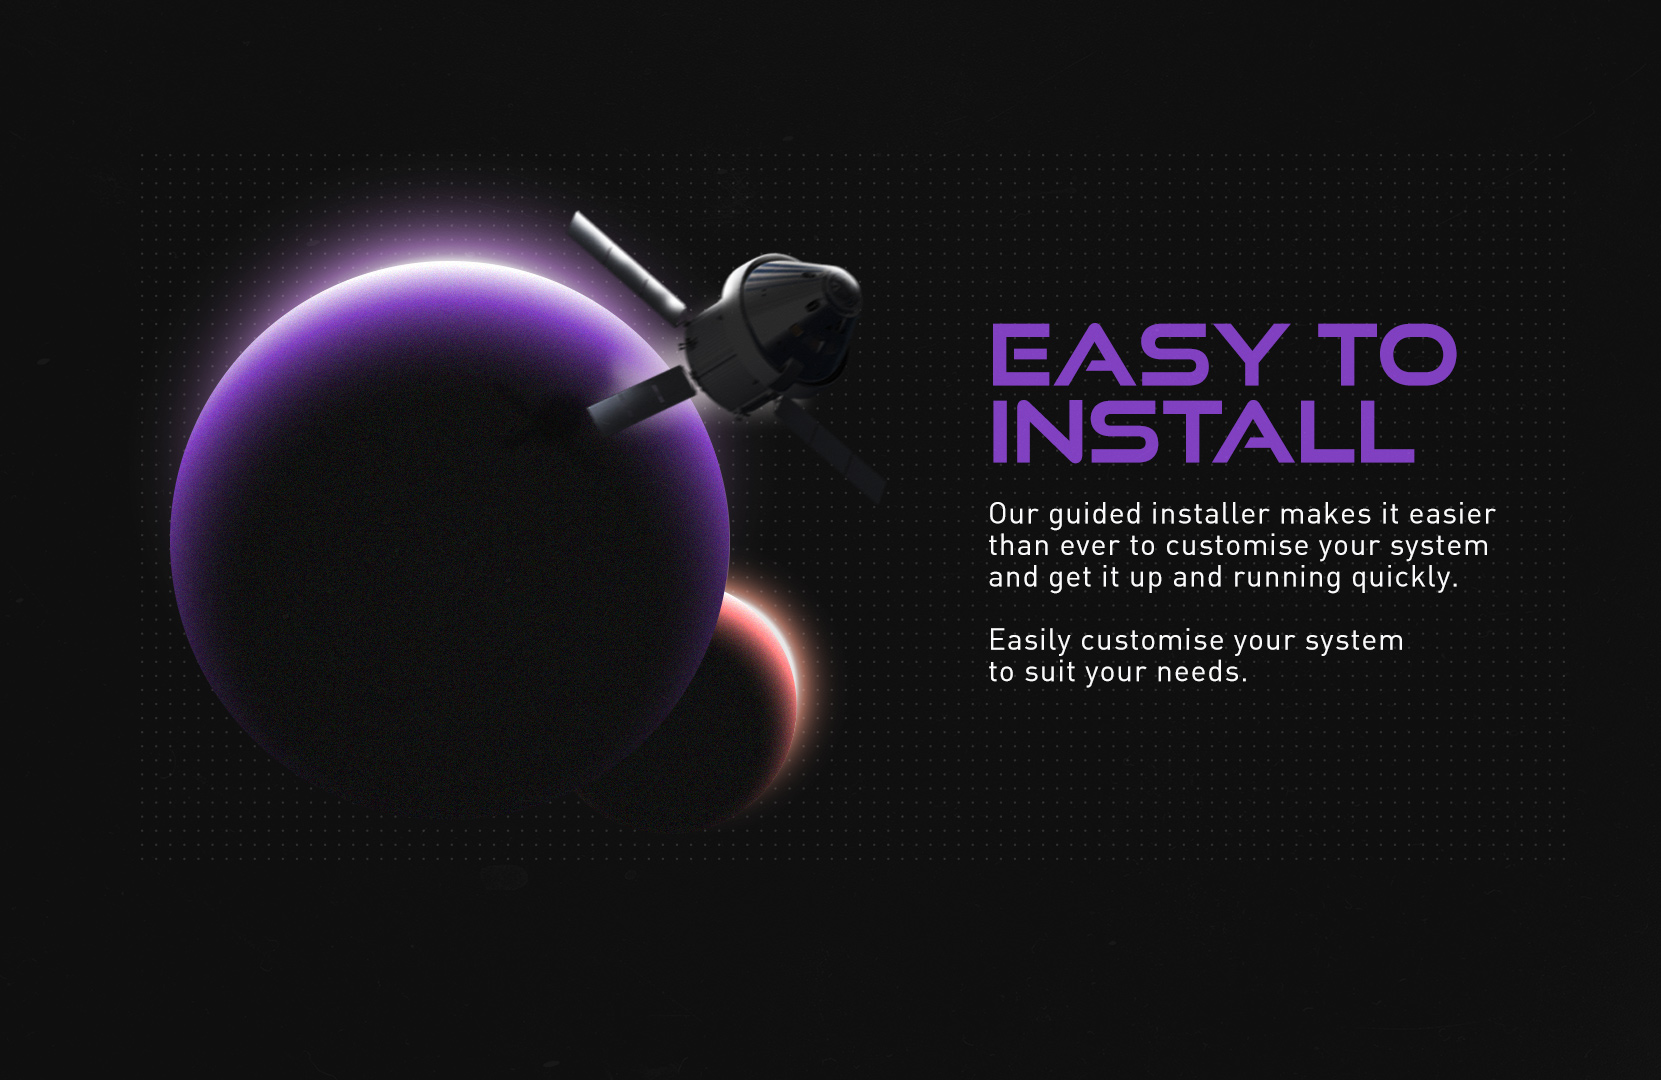 EASY TO
INSTALL
Our guided installer makes it easier
than ever to customise your system
and get it up and running quickly.
Easily customise your system
to suit your needs.